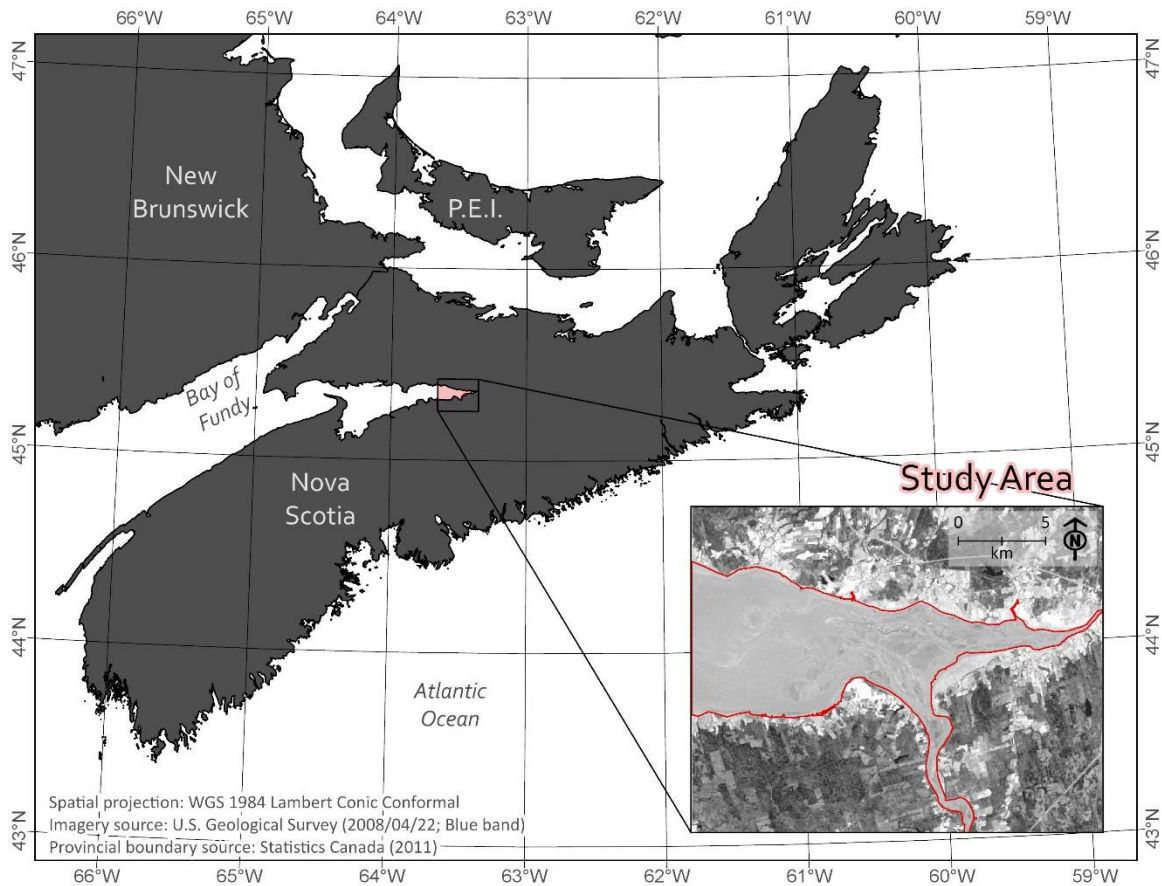 66°W 65°W 64°W 63°W 62°W 61°W 60°W 59°W
47°N
47°N
New
Brunswick
P.E.I.
46°N
46°N
Bay of
Fundy
45°N
45°N
Nova
Scotia
Study Area
0 5
km
N
44°N
44°N
Atlantic
Ocean
Spatial projection: WGS 1984 Lambert Conic Conformal
Imagery source: U.S. Geological Survey (2008/04/22; Blue band)
Provincial boundary source: Statistics Canada (2011)
43°N
43°N
66°W 65°W 64°W 63°W 62°W 61°W 60°W 59°W